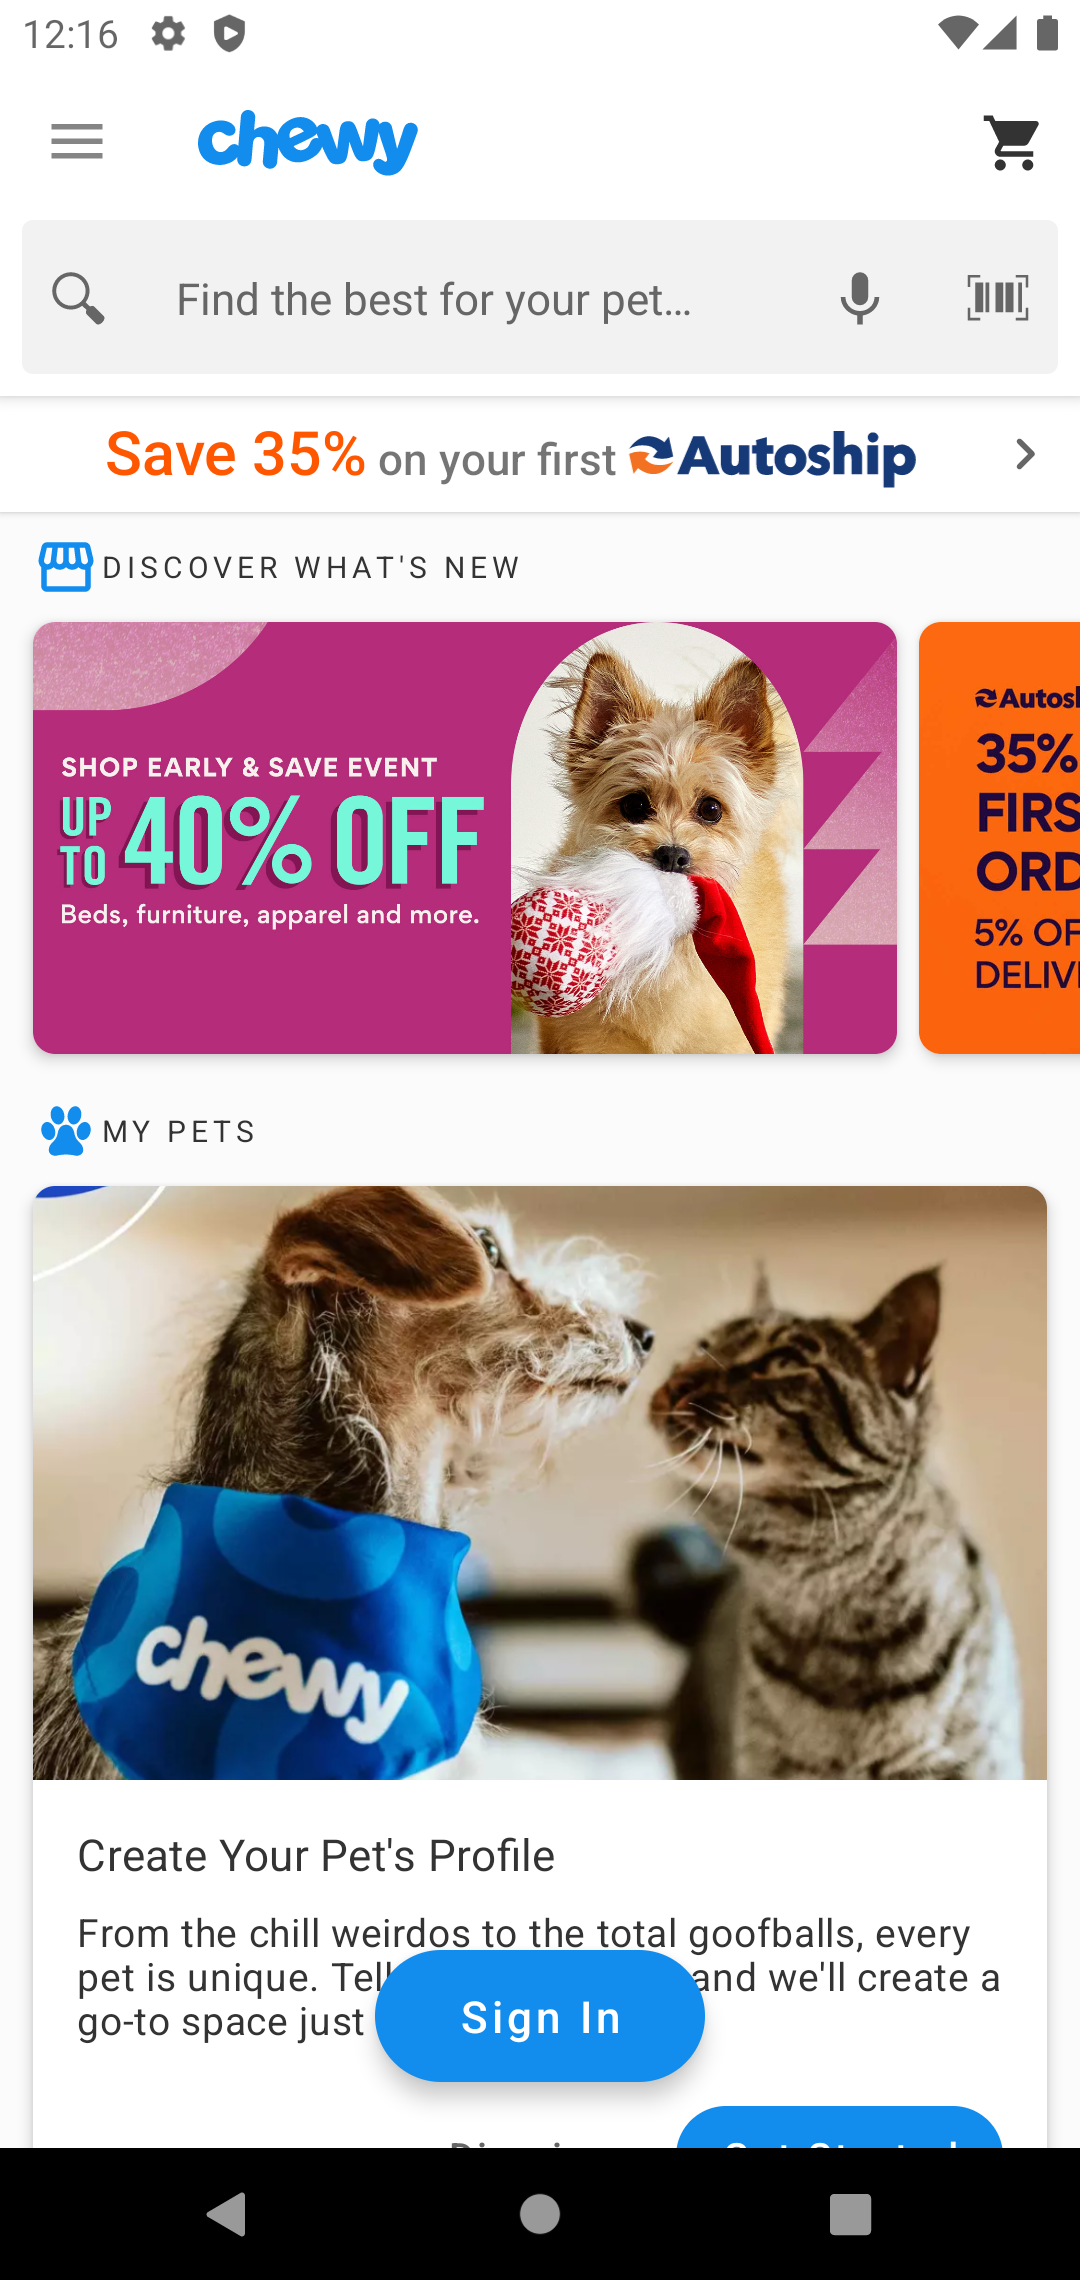 12:16
chewy
Find the best for your pet...
Save 35% on your first Autoship
DISCOVER WHAT'S NEW
SHOP EARLY & SAVE EVENT
UP TO 40% OFF
Beds, furniture, apparel and more.
35%
5% OF
MY PETS
chewy
Create Your Pet's Profile
From the chill weirdos to the total goofballs, every
pet is unique. Tell and we'll create a
go-to space just
Sign In